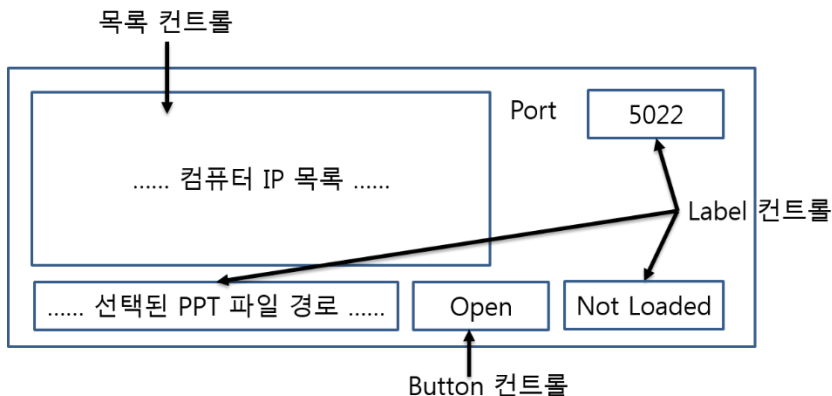 목록 컨트롤
Port
5022
...... 컴퓨터 IP 목록 ......
Label 컨트롤
...... 선택된 PPT 파일 경로 ......
Open
Not Loaded
Button 컨트롤